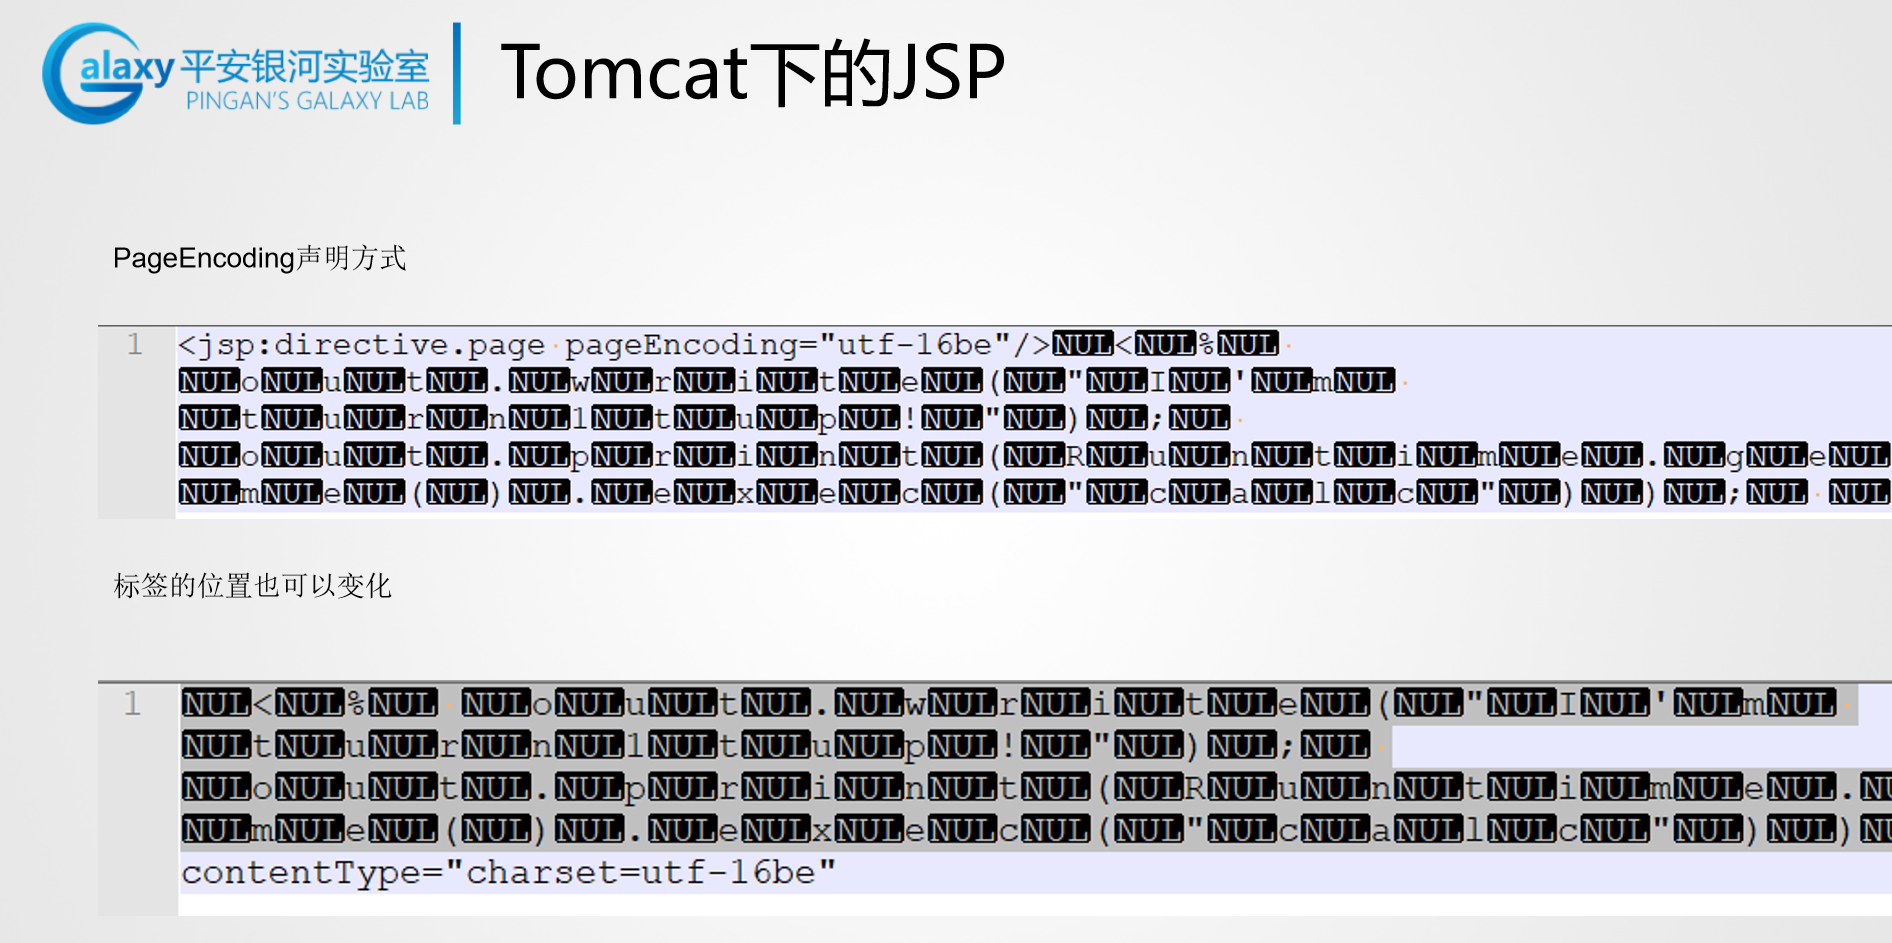 Galaxy 平安银河实验室
PINGAN'S GALAXY LAB
Tomcat下的JSP
PageEncoding声明方式
1 <jsp:directive.page pageEncoding="utf-16be"/>NUL<NUL%NUL
NULoNULuNULtNUL.NULwNULrNULiNULtNULeNUL(NUL"NULINUL'NULmNUL
NULtNULuNULrNULnNULlNULtNULuNULpNUL!NUL"NUL)NUL;NUL
NULoNULuNULtNUL.NULpNULrNULiNULnNULtNUL(NULRNULuNULnNULtNULiNULmNULeNUL.NULgNULeNUL
NULmNULeNUL(NUL)NUL.NULeNULxNULeNULcNUL(NUL"NULcNULaNULlNULcNUL"NUL)NUL)NUL;NUL NUL
标签的位置也可以变化
1 NUL<NUL%NUL NULoNULuNULtNUL.NULwNULrNULiNULtNULeNUL(NUL"NULINUL'NULmNUL
NULtNULuNULrNULnNULlNULtNULuNULpNUL!NUL"NUL)NUL;NUL
NULoNULuNULtNUL.NULpNULrNULiNULnNULtNUL(NULRNULuNULnNULtNULiNULmNULeNUL.NU
NULmNULeNUL(NUL)NUL.NULeNULxNULeNULcNUL(NUL"NULcNULaNULlNULcNUL"NUL)NUL)NU
contentType="charset=utf-16be"